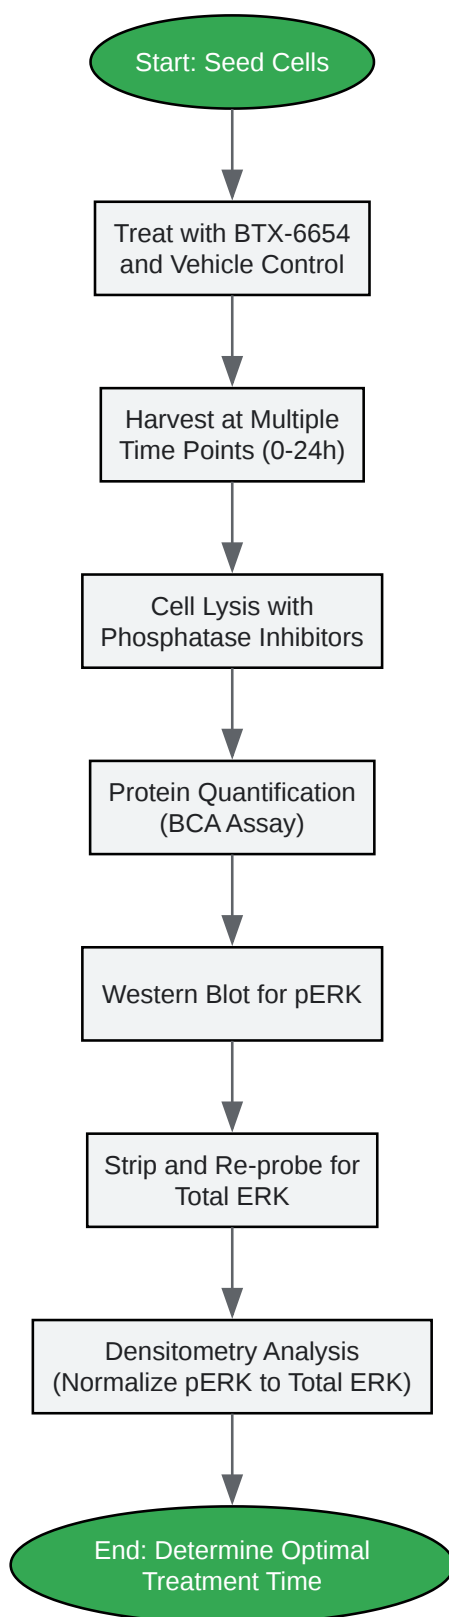 Start: Seed Cells
Treat with BTX-6654
and Vehicle Control
Harvest at Multiple
Time Points (0-24h)
Cell Lysis with
Phosphatase Inhibitors
Protein Quantification
(BCA Assay)
Western Blot for pERK
Strip and Re-probe for
Total ERK
Densitometry Analysis
(Normalize pERK to Total ERK)
End: Determine Optimal
Treatment Time